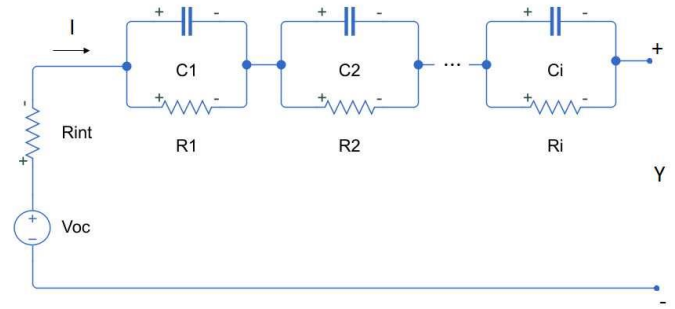 + - + - + -
I
+
C1 C2 ... Ci
+ - + - + -
-
Rint
R1 R2 Ri
+
Y
+
Voc
-
-